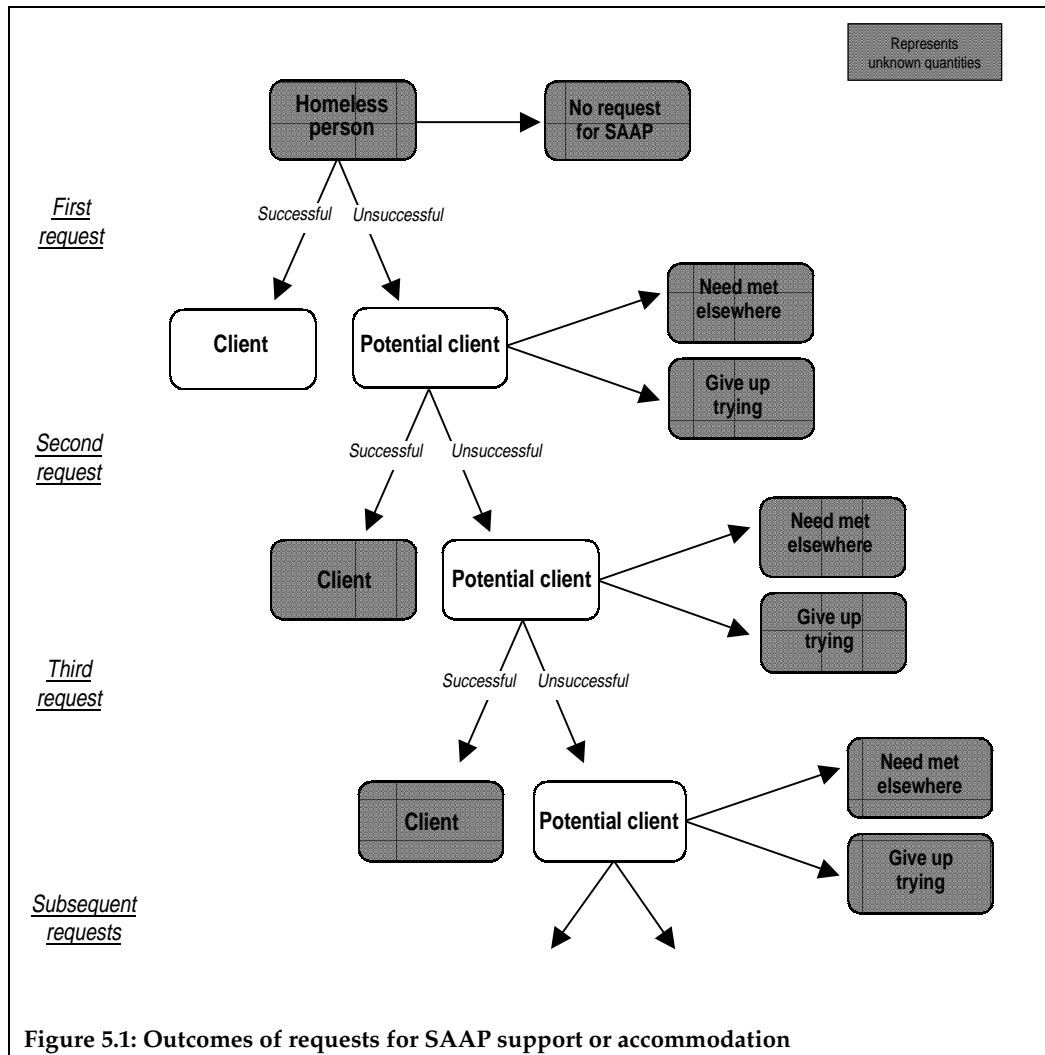 Represents
unknown quantities
Homeless
person
No request
for SAAP
First
request
Successful
Unsuccessful
Client
Potential client
Need met
elsewhere
Give up
trying
Second
request
Successful
Unsuccessful
Client
Potential client
Need met
elsewhere
Give up
trying
Third
request
Successful
Unsuccessful
Client
Potential client
Need met
elsewhere
Give up
trying
Subsequent
requests
Figure 5.1: Outcomes of requests for SAAP support or accommodation